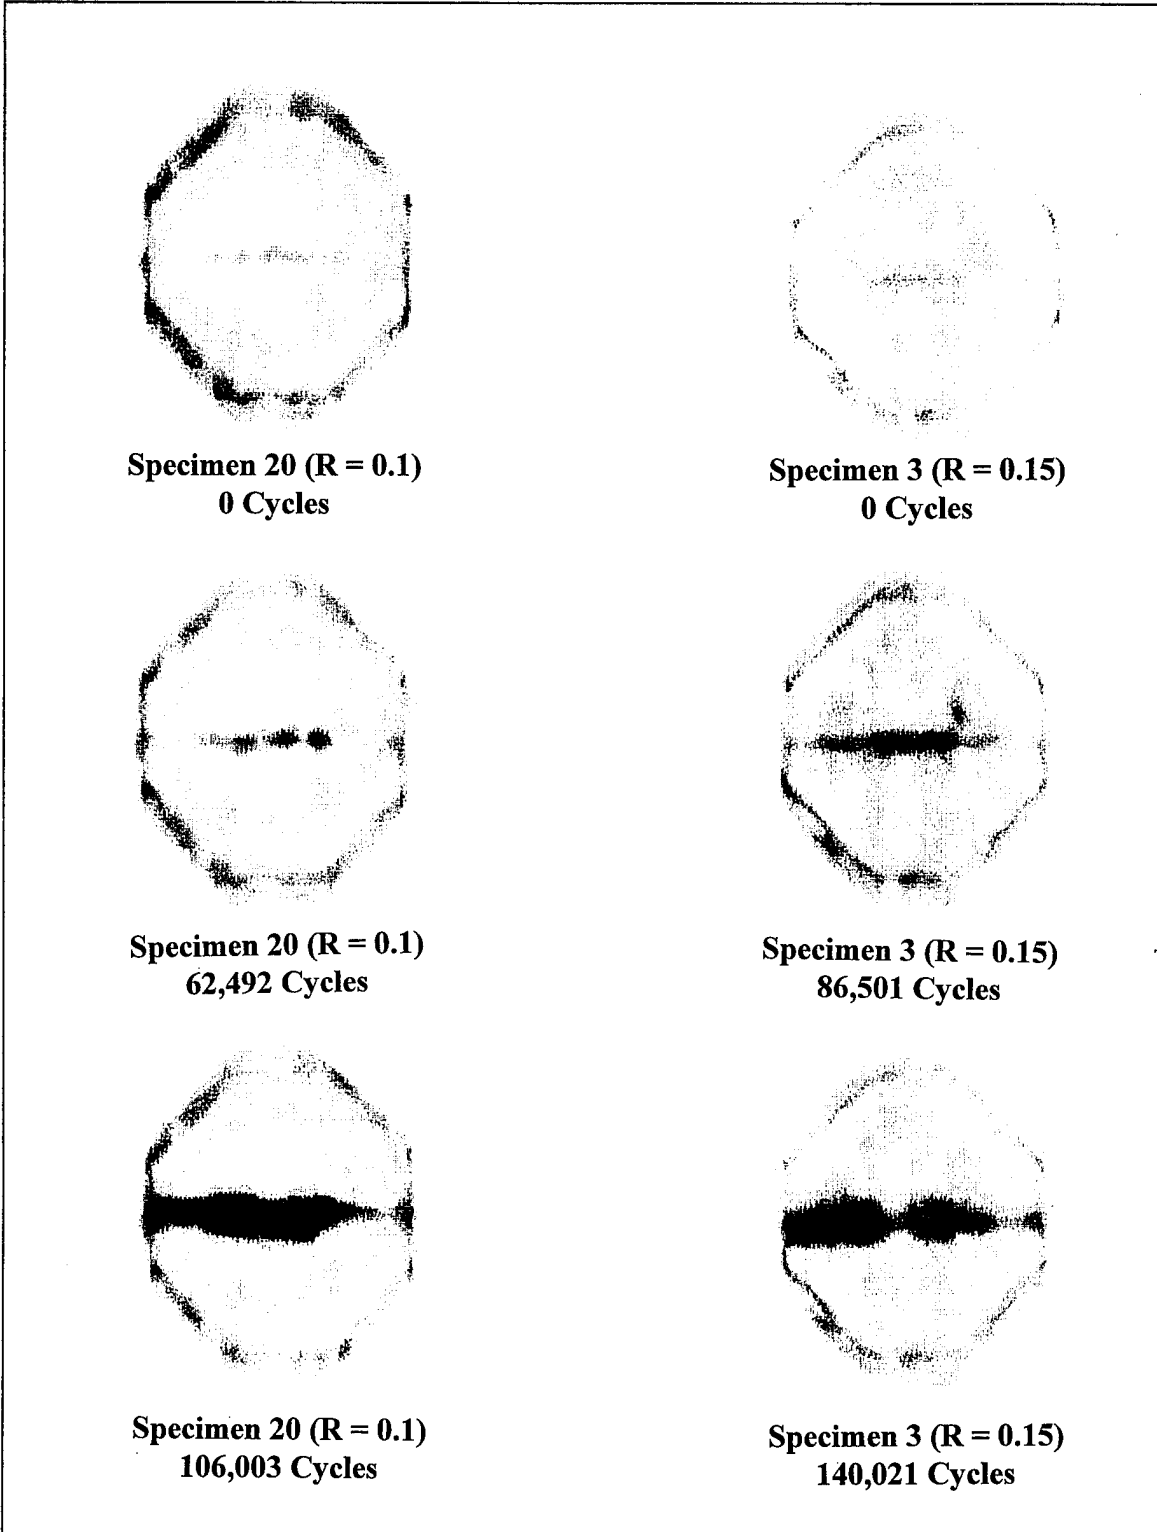 Specimen 20 (R = 0.1)
0 Cycles
Specimen 3 (R = 0.15)
0 Cycles
Specimen 20 (R = 0.1)
62,492 Cycles
Specimen 3 (R = 0.15)
86,501 Cycles
Specimen 20 (R = 0.1)
106,003 Cycles
Specimen 3 (R = 0.15)
140,021 Cycles